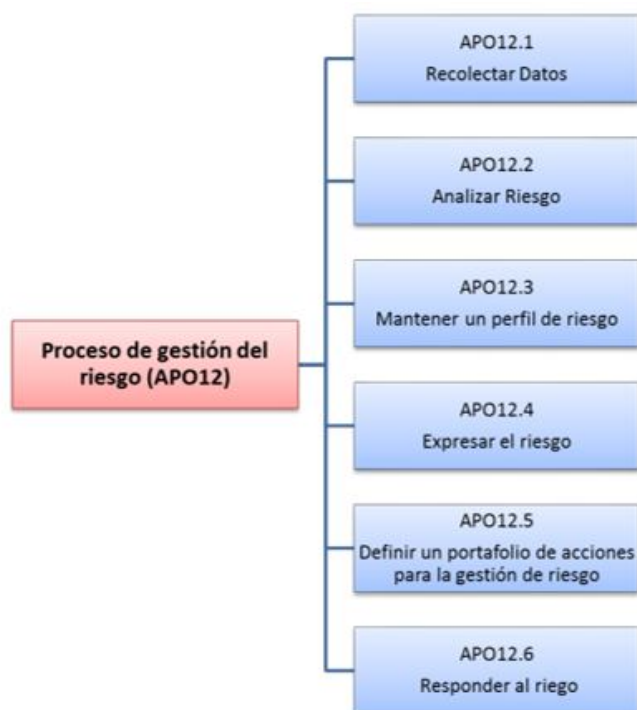 APO12.1
Recolectar Datos
APO12.2
Analizar Riesgo
APO12.3
Mantener un perfil de riesgo
Proceso de gestión del
riesgo (APO12)
APO12.4
Expresar el riesgo
APO12.5
Definir un portafolio de acciones
para la gestión de riesgo
APO12.6
Responder al riego